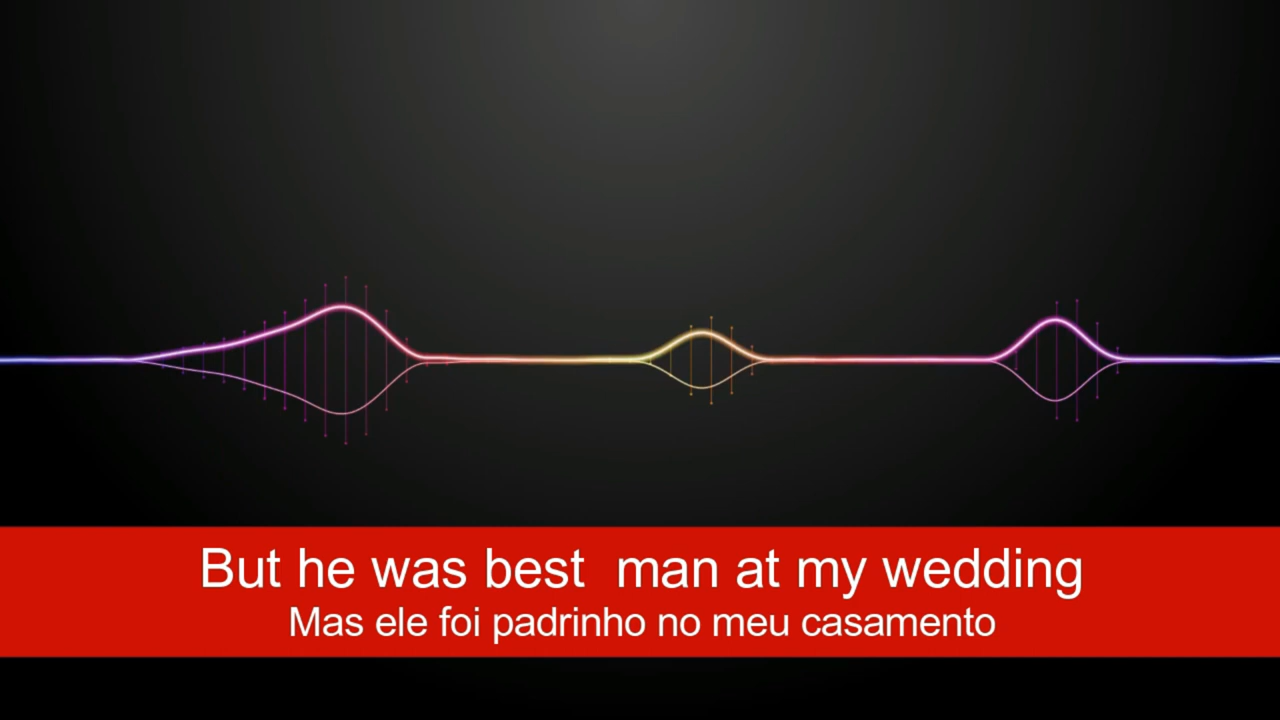 But he was best  man at my wedding
Mas ele foi padrinho no meu casamento